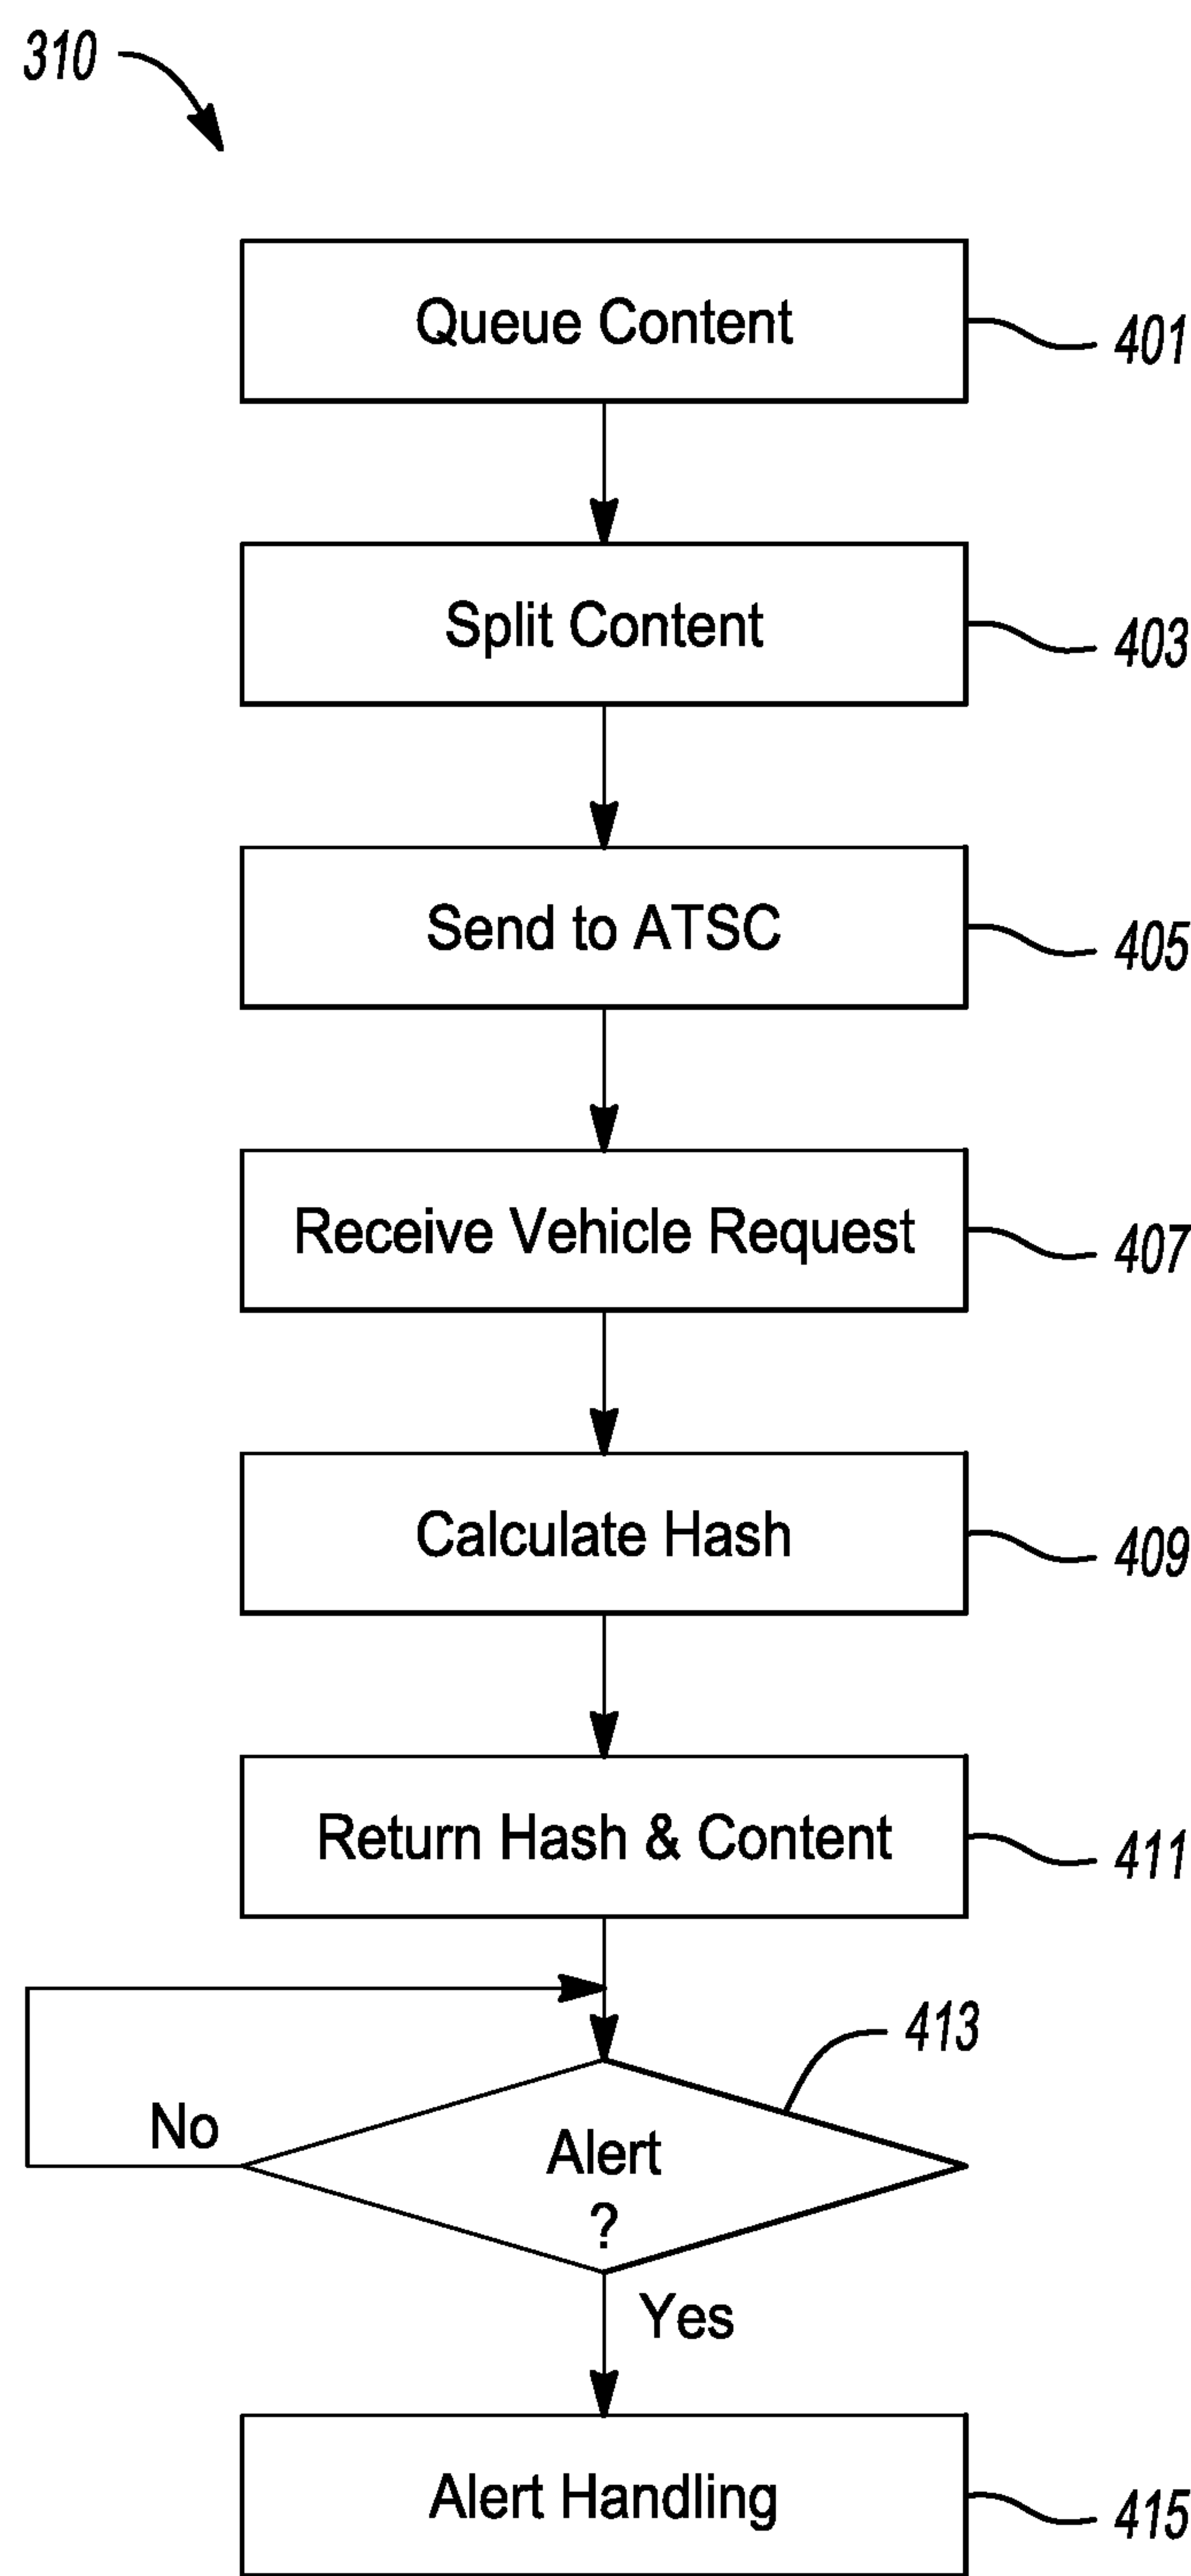 310
Queue Content
401
Split Content
403
Send to ATSC
405
Receive Vehicle Request
407
Calculate Hash
409
Return Hash & Content
411
413
No
Alert
?
Yes
Alert Handling
415